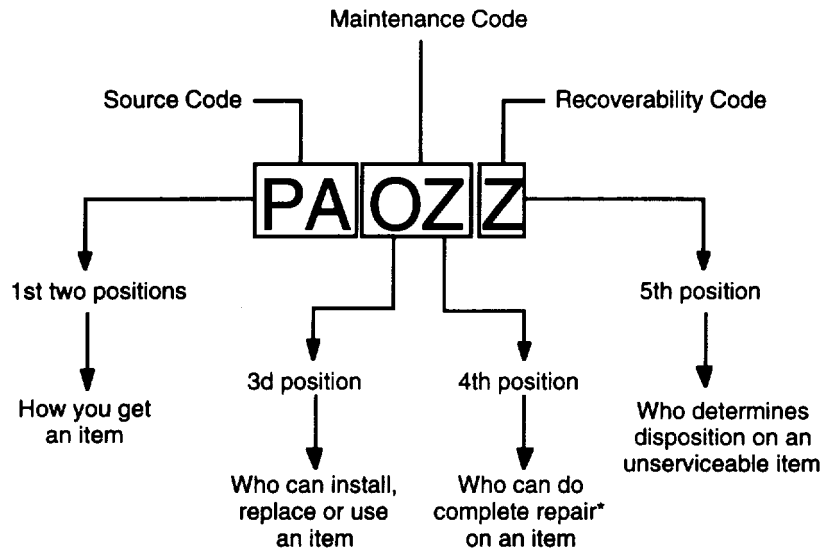 Maintenance Code
Source Code
Recoverability Code
PA OZ Z
1st two positions
5th position
3d position
4th position
How you get
an item
Who determines
disposition on an
unserviceable item
Who can install,
replace or use
an item
Who can do
complete repair*
on an item